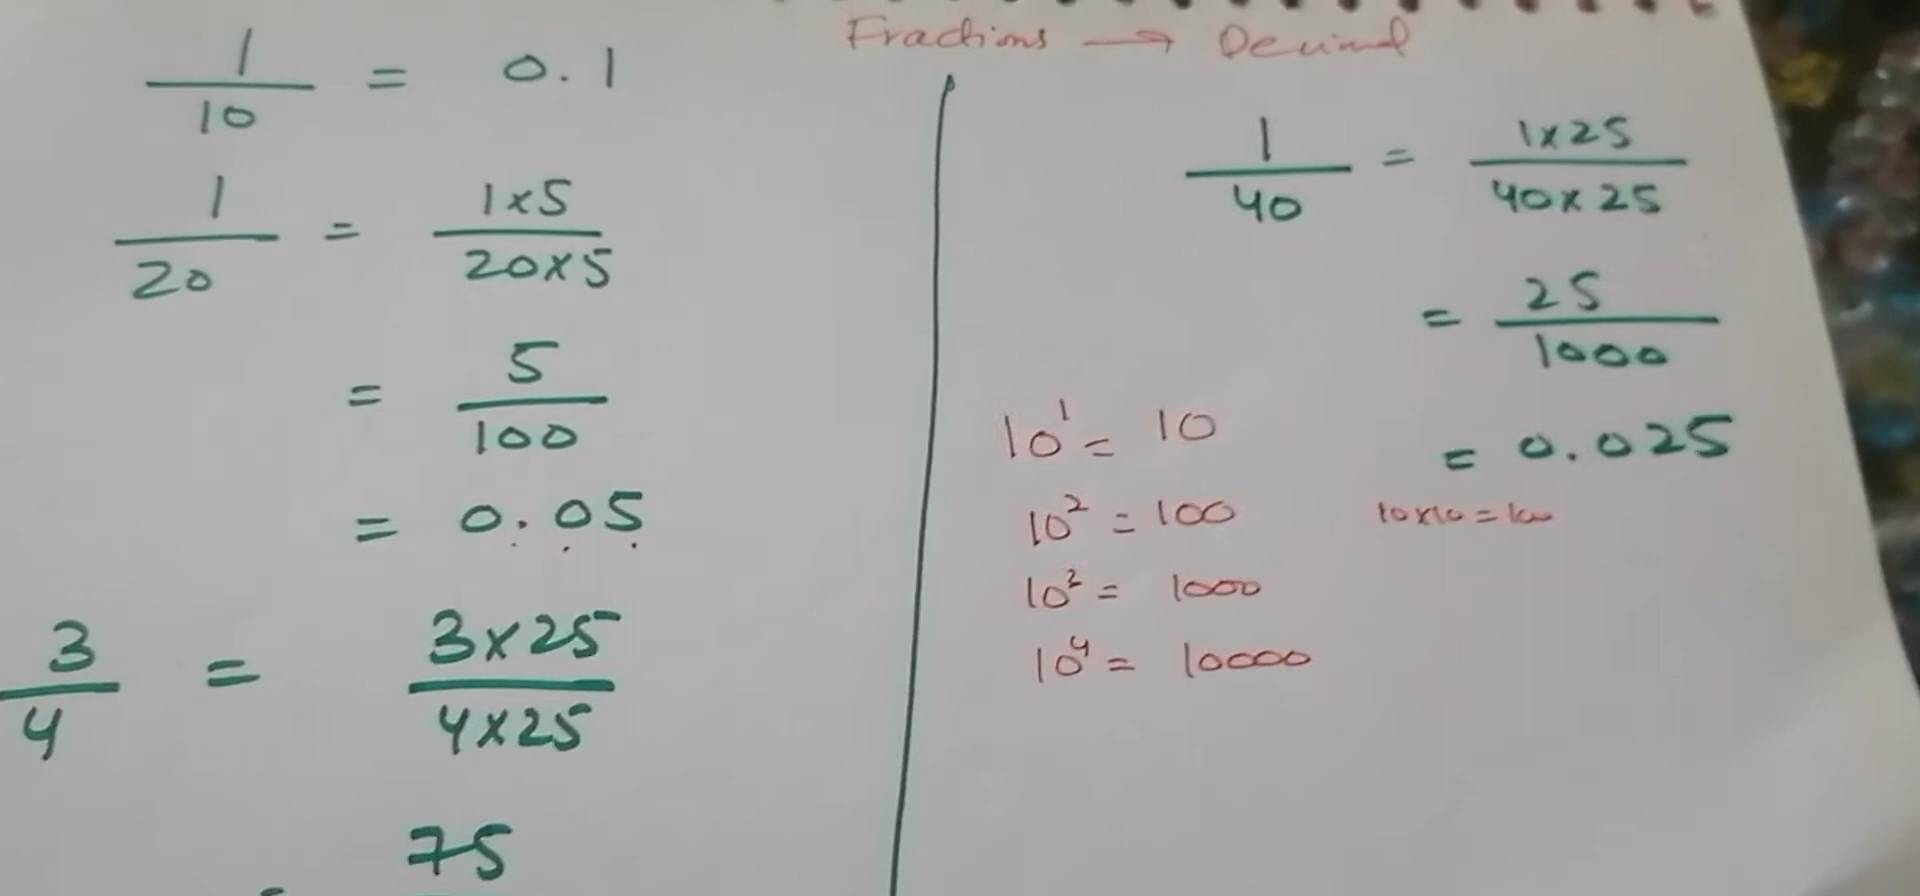 Fractions → Decimal
1/10 = 0.1
1/20 = 1x5/20x5
= 5/100
= 0.05
3/4 = 3x25/4x25
75
1/40 = 1x25/40x25
= 25/1000
= 0.025
10¹ = 10
10² = 100
10x10 = 100
10³ = 1000
10⁴ = 10000